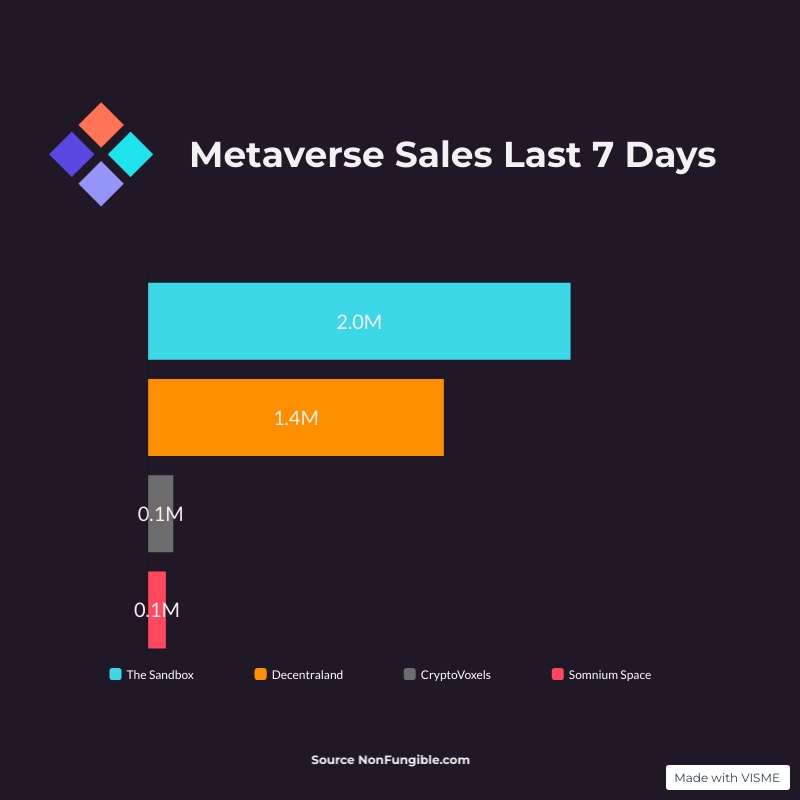 Metaverse Sales Last 7 Days
2.0M
1.4M
0.1M
0.1M
The Sandbox Decentraland CryptoVoxels Somnium Space
Source NonFungible.com
Made with VISME